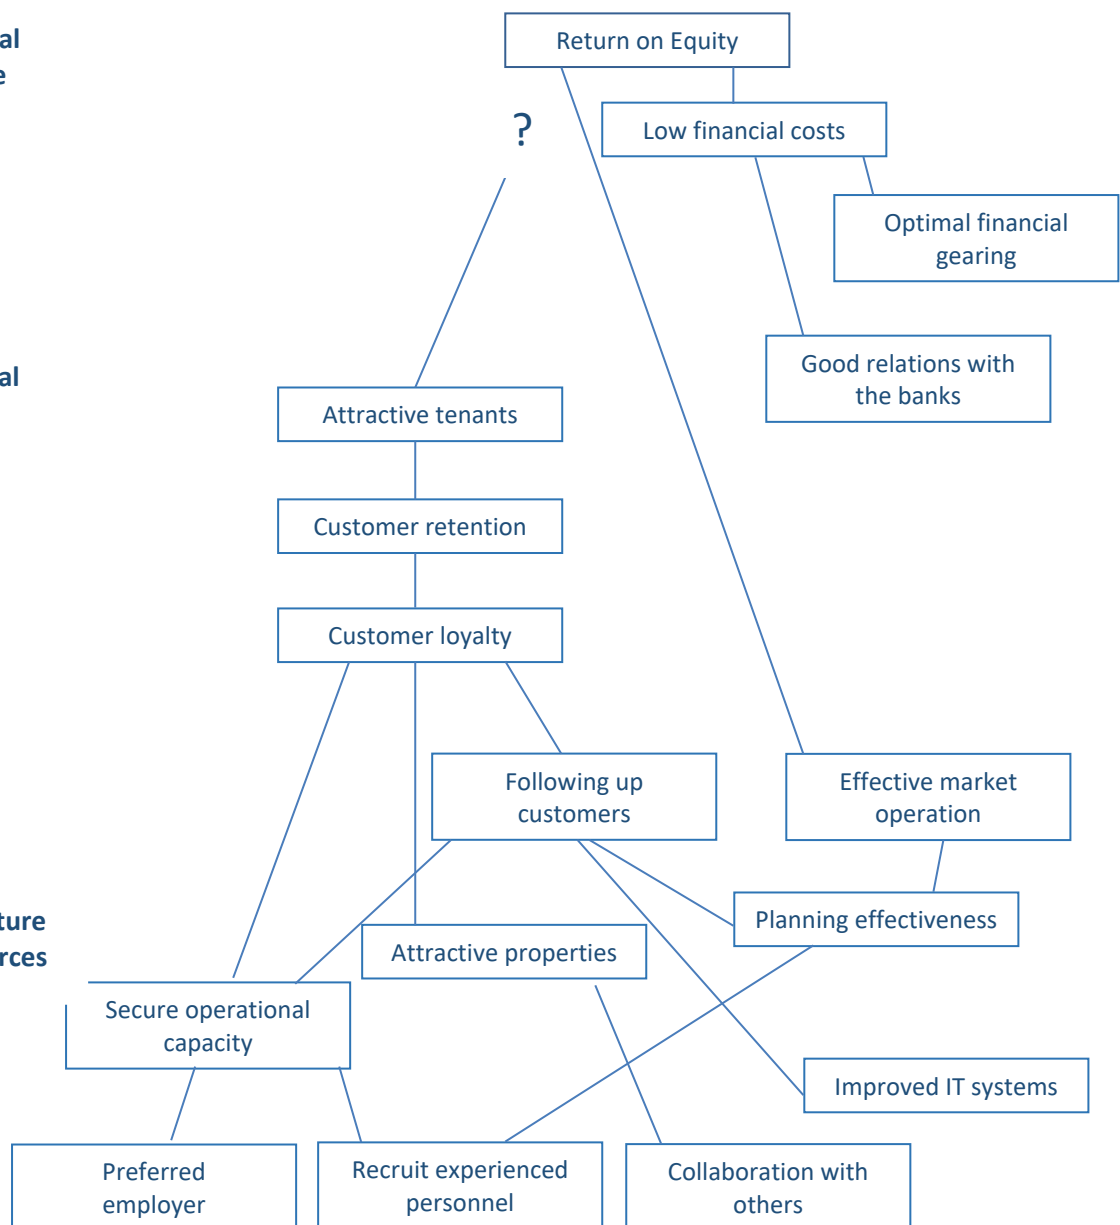 al
e
Return on Equity
?
Low financial costs
Optimal financial
gearing
Good relations with
the banks
al
Attractive tenants
Customer retention
Customer loyalty
Following up
customers
Effective market
operation
ture
rces
Planning effectiveness
Attractive properties
Secure operational
capacity
Improved IT systems
Preferred
employer
Recruit experienced
personnel
Collaboration with
others